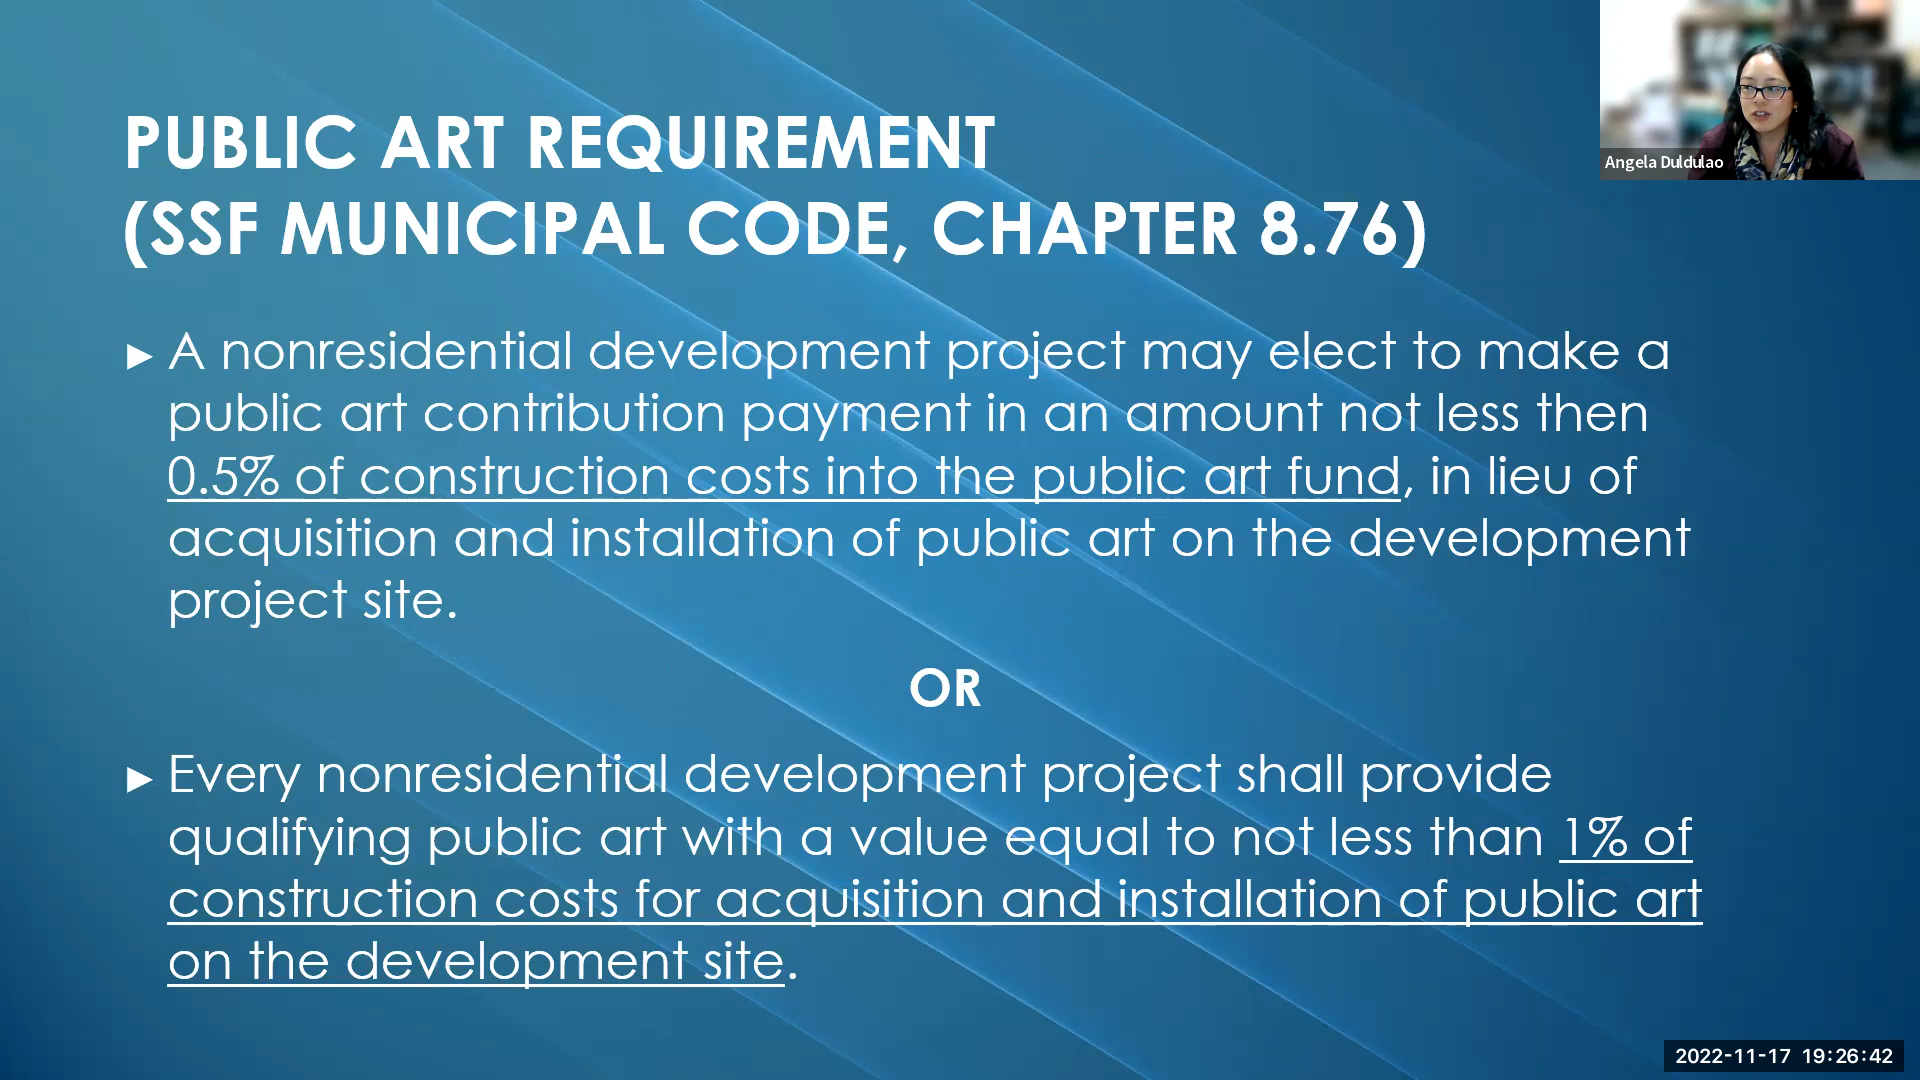 PUBLIC ART REQUIREMENT
(SSF MUNICIPAL CODE, CHAPTER 8.76)
Angela Duldulao
► A nonresidential development project may elect to make a
public art contribution payment in an amount not less then
0.5% of construction costs into the public art fund, in lieu of
acquisition and installation of public art on the development
project site.
OR
► Every nonresidential development project shall provide
qualifying public art with a value equal to not less than 1% of
construction costs for acquisition and installation of public art
on the development site.
2022-11-17 19:26:42